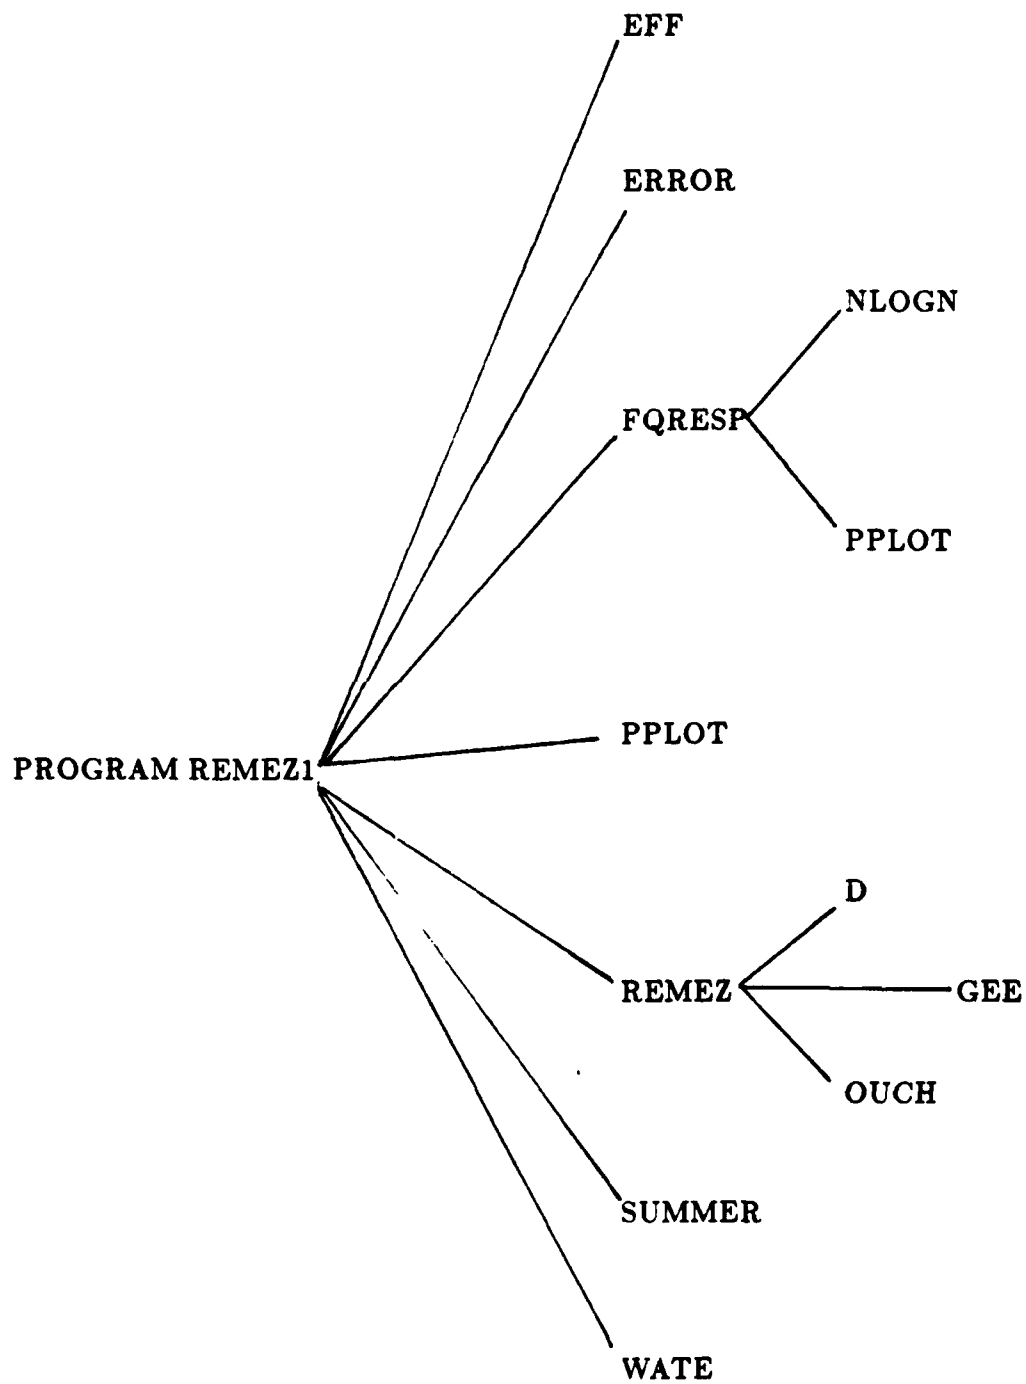 EFF
ERROR
NLOGN
FQRESP
PPLOT
PPLOT
PROGRAM REMEZ1
D
REMEZ
GEE
OUCH
SUMMER
WATE